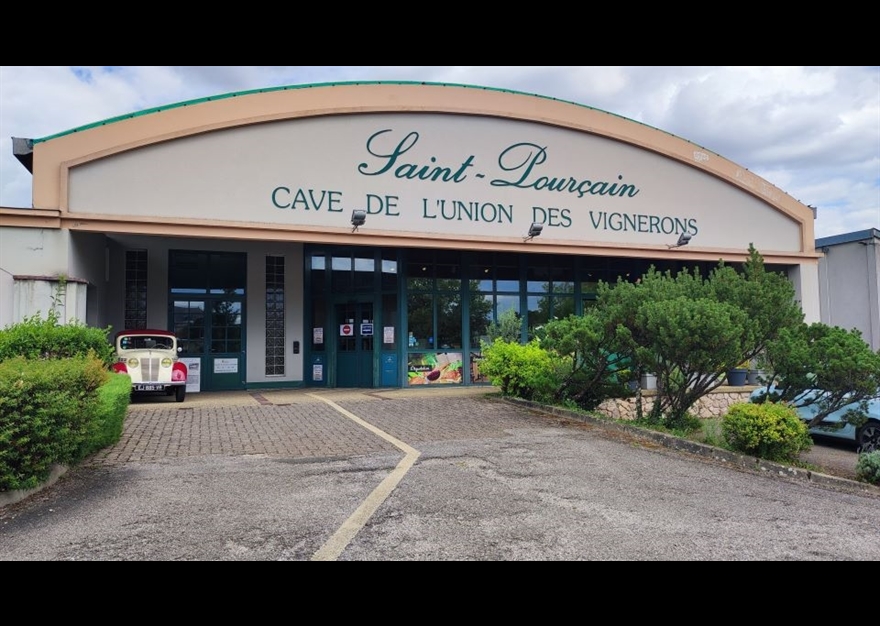 Saint-Pourçain
CAVE DE L'UNION DES VIGNERONS